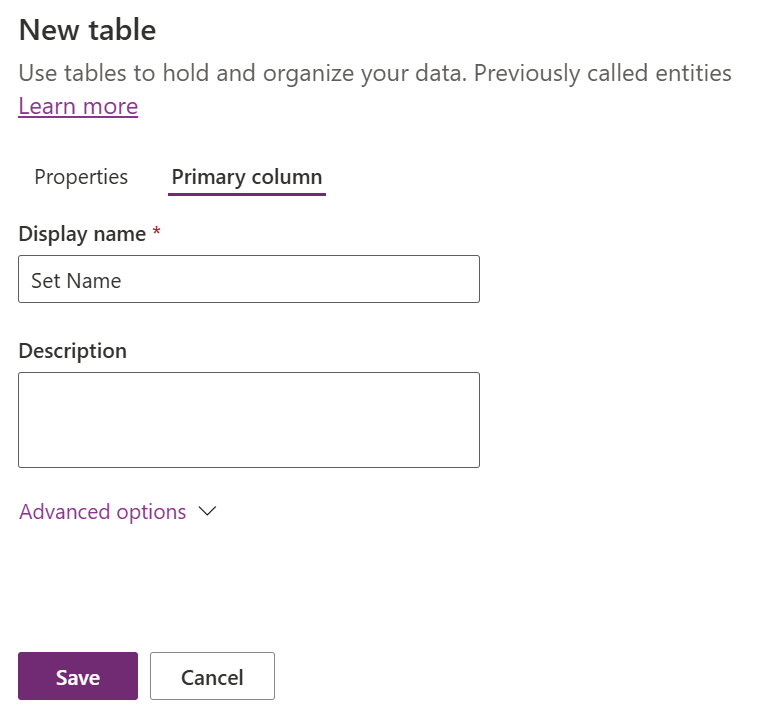 New table
Use tables to hold and organize your data. Previously called entities
Learn more
Properties Primary column
Display name *
Set Name
Description
Advanced options
Save Cancel